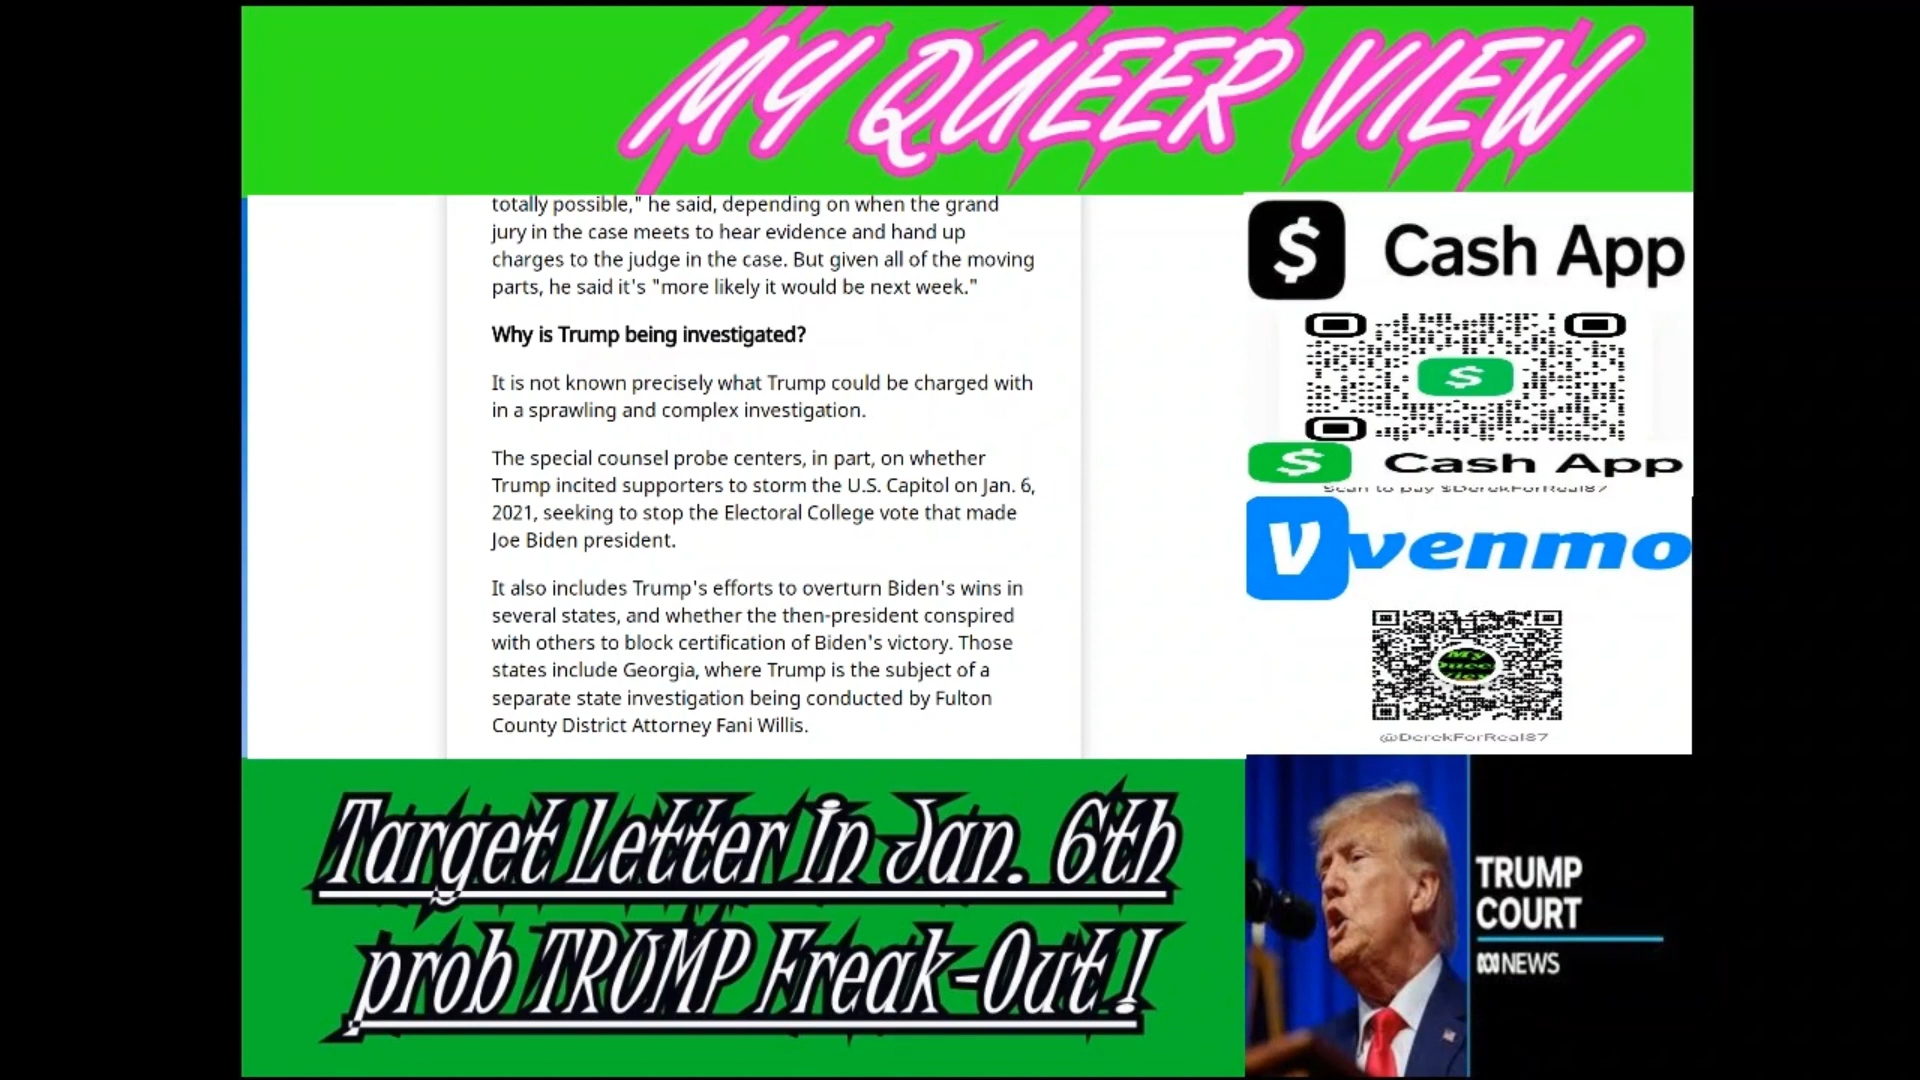 MY QUEER VIEW
totally possible," he said, depending on when the grand
jury in the case meets to hear evidence and hand up
charges to the judge in the case. But given all of the moving
parts, he said it's "more likely it would be next week."
Why is Trump being investigated?
It is not known precisely what Trump could be charged with
in a sprawling and complex investigation.
The special counsel probe centers, in part, on whether
Trump incited supporters to storm the U.S. Capitol on Jan. 6,
2021, seeking to stop the Electoral College vote that made
Joe Biden president.
It also includes Trump's efforts to overturn Biden's wins in
several states, and whether the then-president conspired
with others to block certification of Biden's victory. Those
states include Georgia, where Trump is the subject of a
separate state investigation being conducted by Fulton
County District Attorney Fani Willis.
$ Cash App
$
$ Cash App
Scan to pay $DerekForReal87
V venmo
My
Queer
View
@DerekForReal87
Target Letter In Jan. 6th
prob TRUMP Freak-Out!
TRUMP
COURT
NEWS